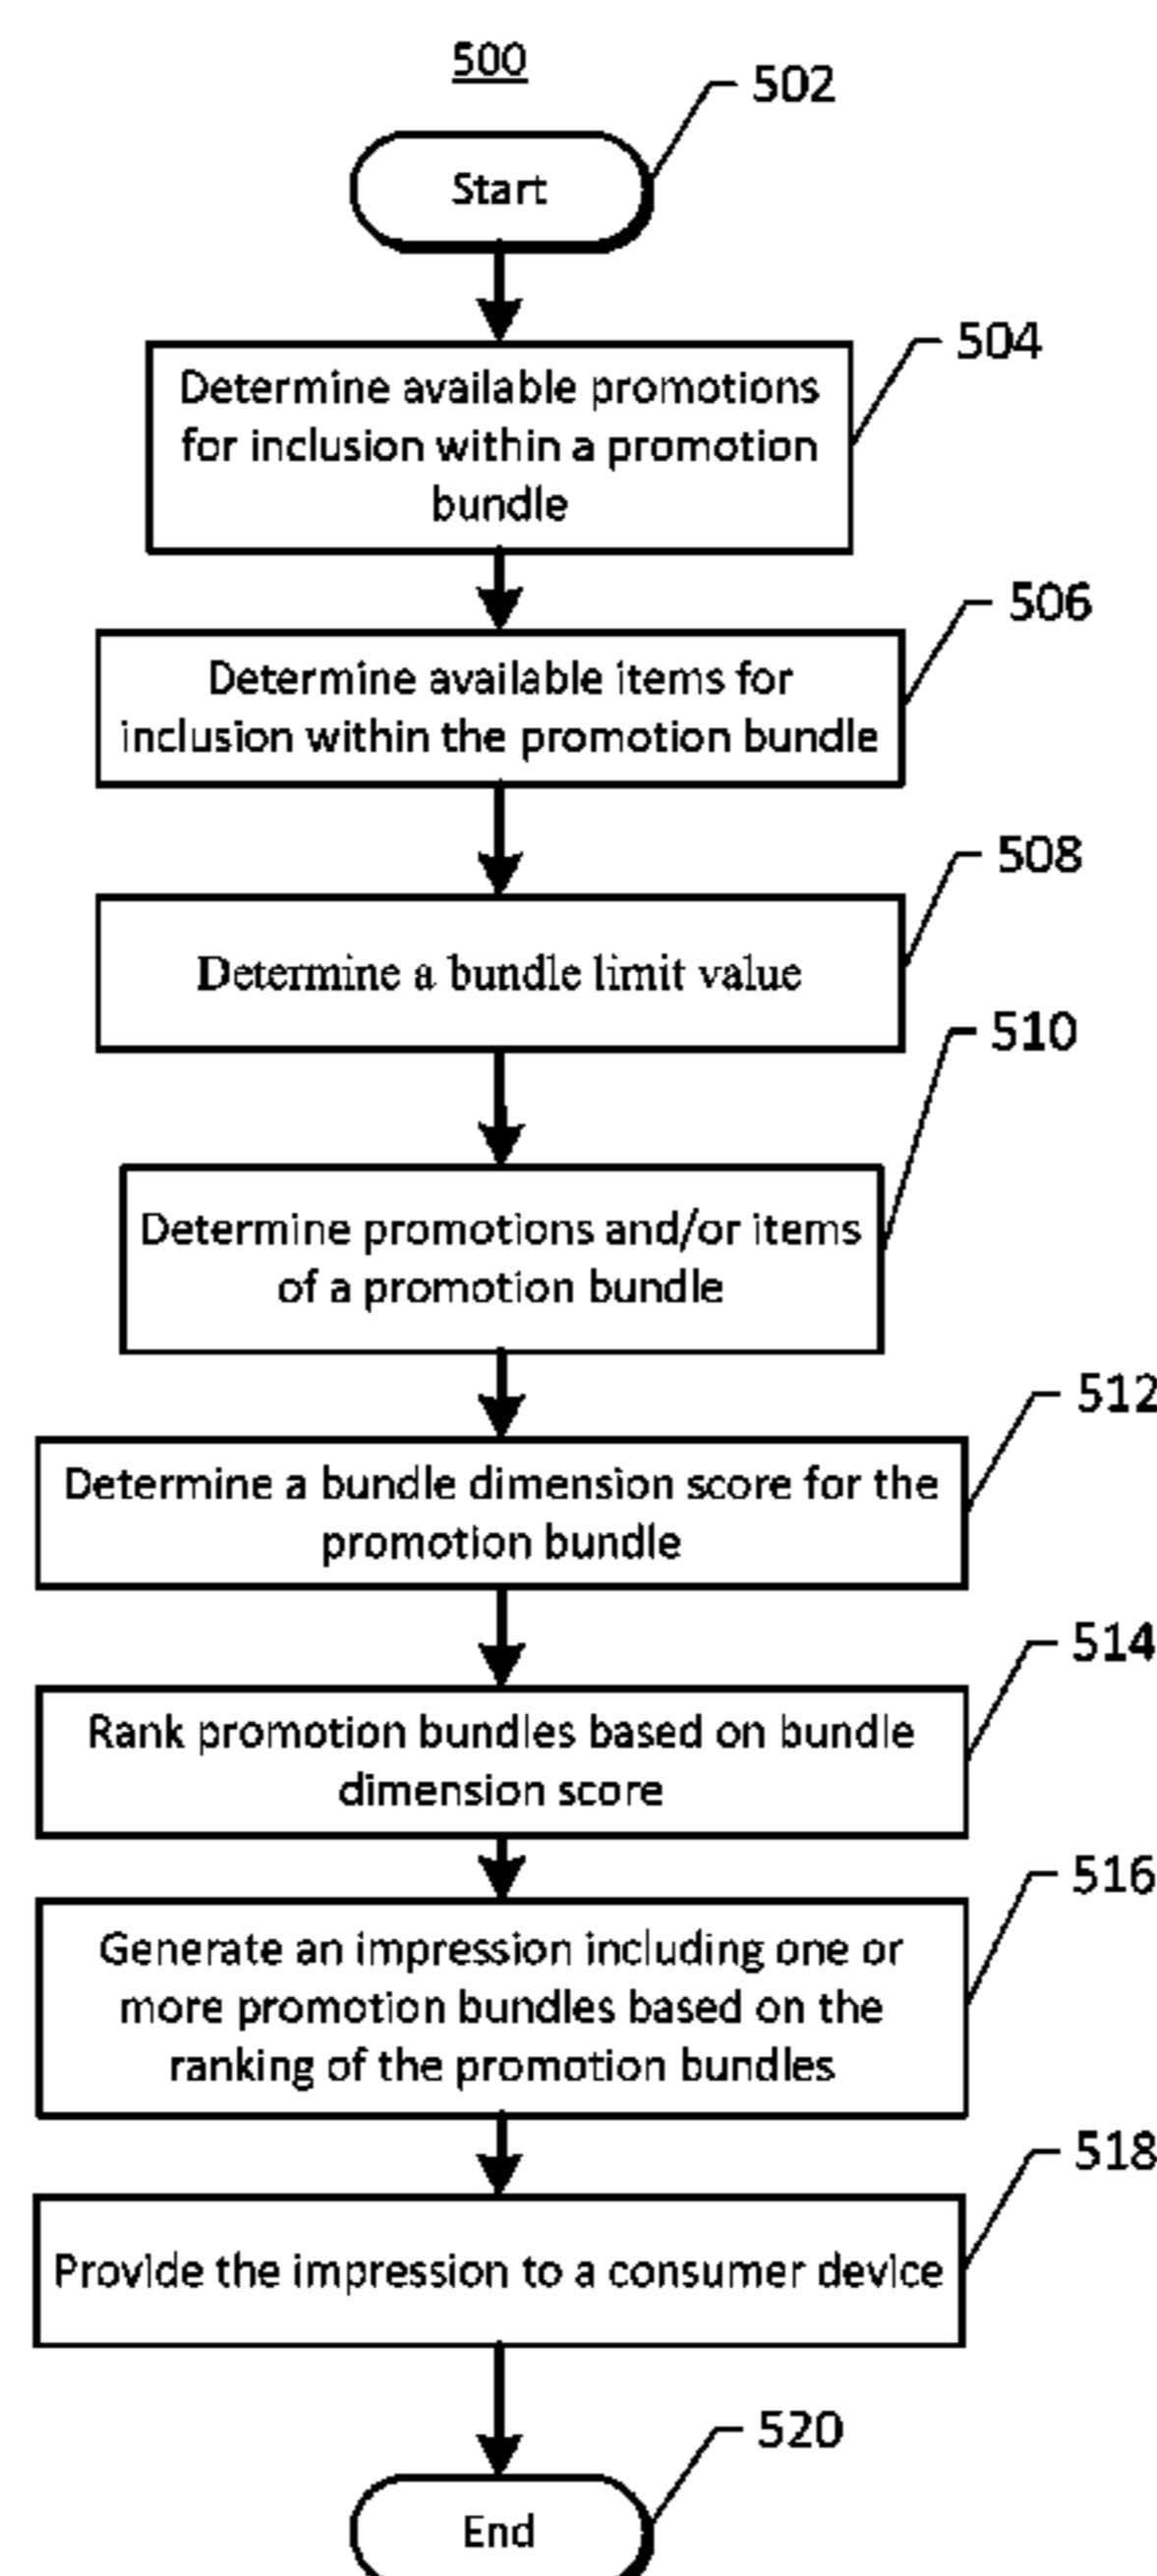 500
502
Start
504
Determine available promotions
for inclusion within a promotion
bundle
506
Determine available items for
inclusion within the promotion bundle
508
Determine a bundle limit value
510
Determine promotions and/or items
of a promotion bundle
512
Determine a bundle dimension score for the
promotion bundle
514
Rank promotion bundles based on bundle
dimension score
516
Generate an impression including one or
more promotion bundles based on the
ranking of the promotion bundles
518
Provide the impression to a consumer device
520
End